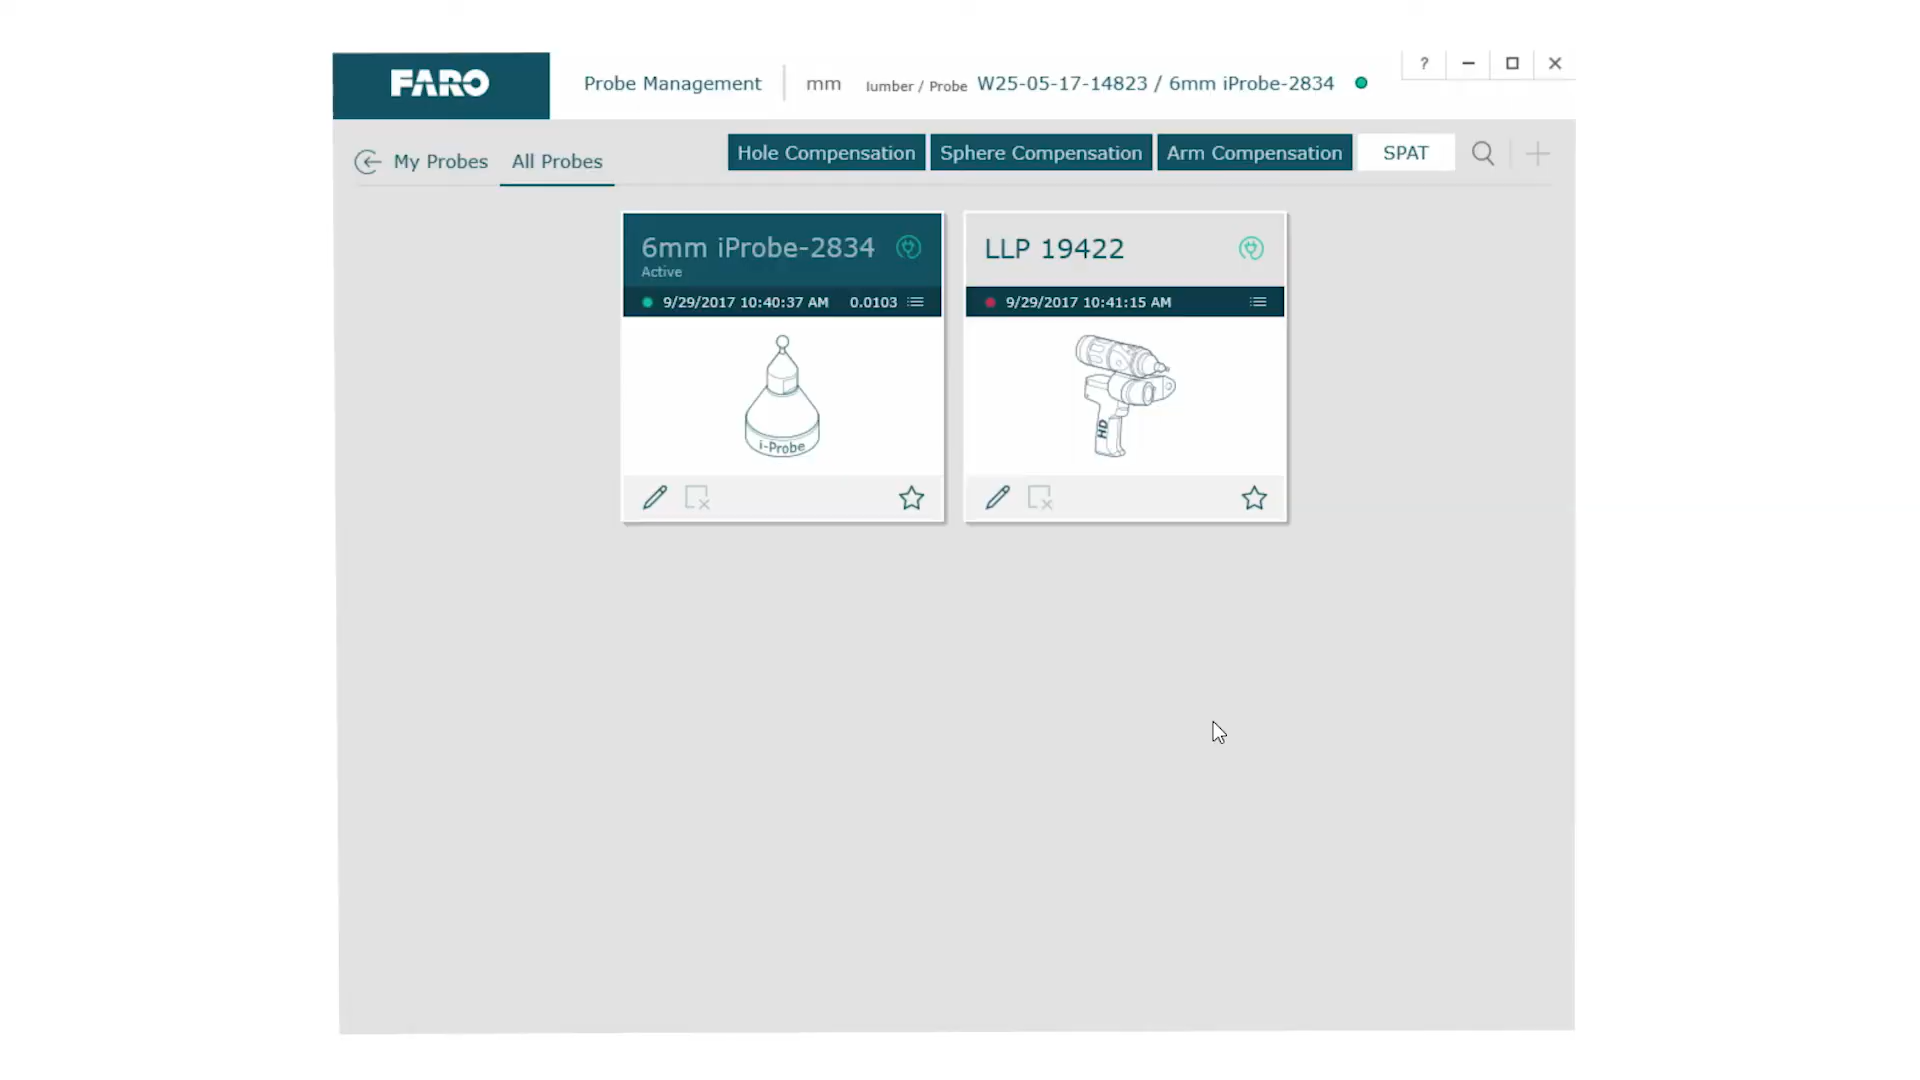 FARO
Probe Management
mm
lumber / Probe W25-05-17-14823 / 6mm iProbe-2834
?
My Probes
All Probes
Hole Compensation
Sphere Compensation
Arm Compensation
SPAT
6mm iProbe-2834
Active
9/29/2017 10:40:37 AM 0.0103
i-Probe
LLP 19422
9/29/2017 10:41:15 AM
HD